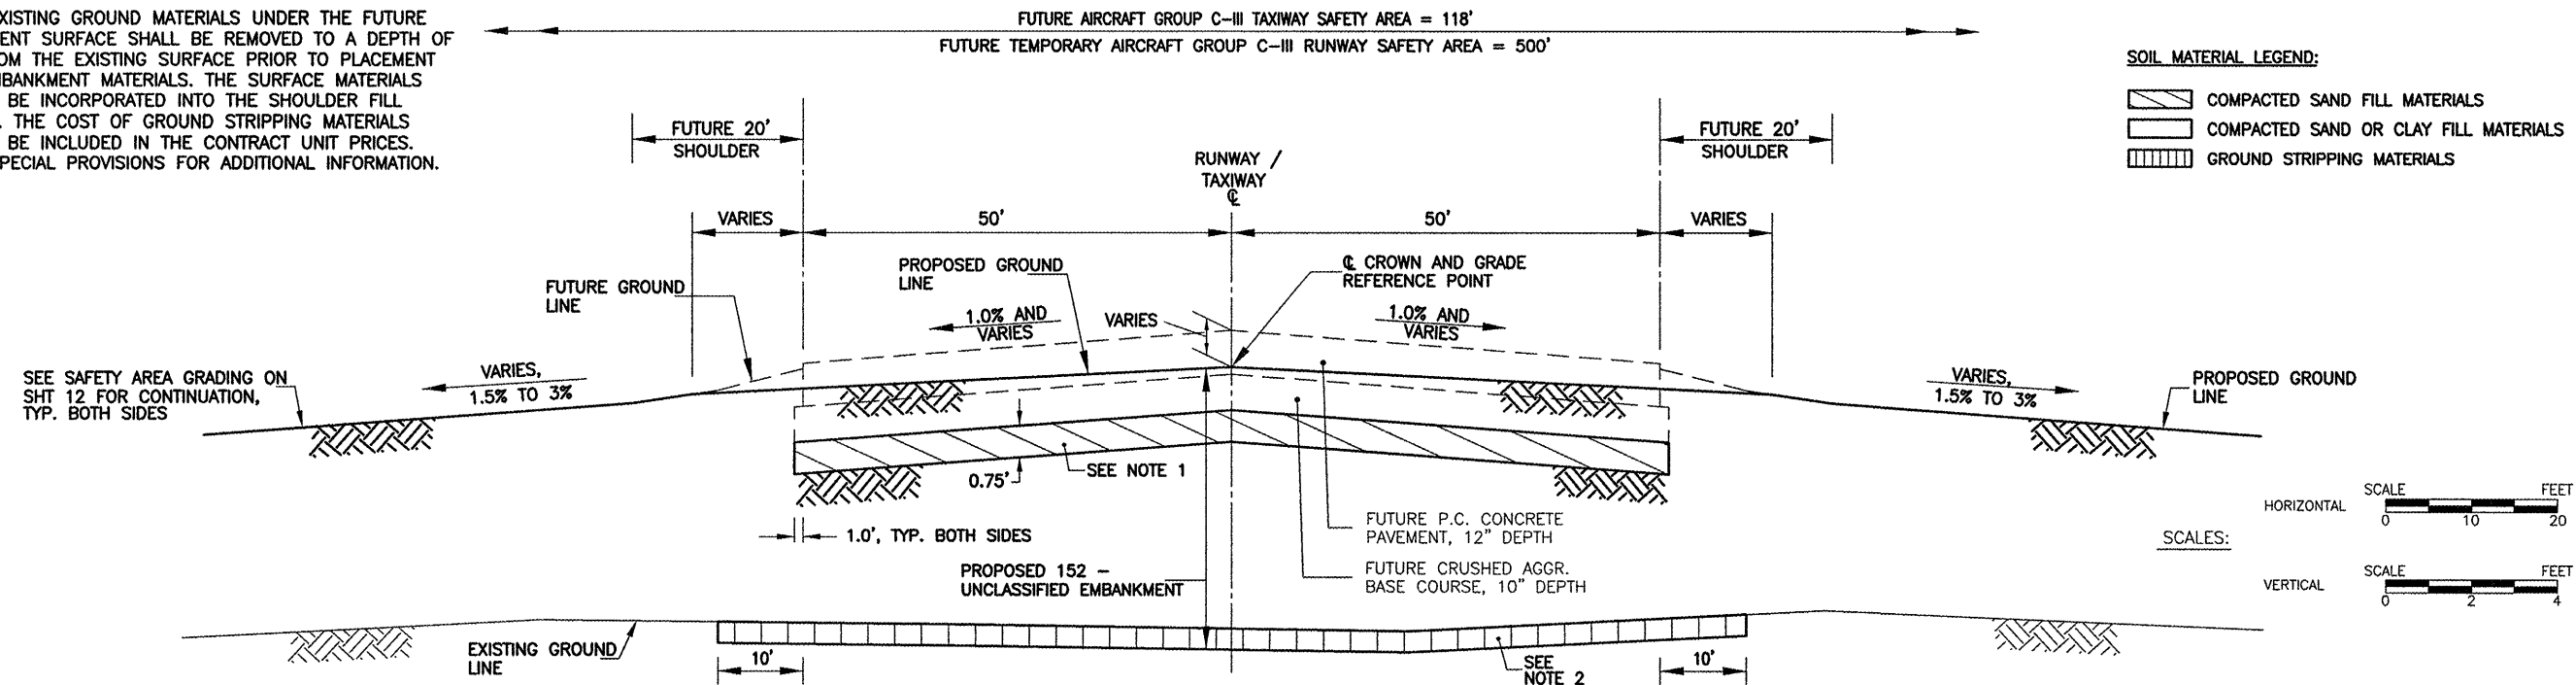 XISTING GROUND MATERIALS UNDER THE FUTURE
ENT SURFACE SHALL BE REMOVED TO A DEPTH OF
OM THE EXISTING SURFACE PRIOR TO PLACEMENT
MBANKMENT MATERIALS. THE SURFACE MATERIALS
BE INCORPORATED INTO THE SHOULDER FILL
. THE COST OF GROUND STRIPPING MATERIALS
BE INCLUDED IN THE CONTRACT UNIT PRICES.
PECIAL PROVISIONS FOR ADDITIONAL INFORMATION.
FUTURE AIRCRAFT GROUP C-III TAXIWAY SAFETY AREA = 118'
FUTURE TEMPORARY AIRCRAFT GROUP C-III RUNWAY SAFETY AREA = 500'
SOIL MATERIAL LEGEND:
COMPACTED SAND FILL MATERIALS
COMPACTED SAND OR CLAY FILL MATERIALS
GROUND STRIPPING MATERIALS
FUTURE 20'
SHOULDER
RUNWAY /
TAXIWAY
℄
FUTURE 20'
SHOULDER
VARIES
50'
50'
VARIES
FUTURE GROUND
LINE
PROPOSED GROUND
LINE
℄ CROWN AND GRADE
REFERENCE POINT
1.0% AND
VARIES
VARIES
1.0% AND
VARIES
SEE SAFETY AREA GRADING ON
SHT 12 FOR CONTINUATION,
TYP. BOTH SIDES
VARIES,
1.5% TO 3%
VARIES,
1.5% TO 3%
PROPOSED GROUND
LINE
0.75'
SEE NOTE 1
1.0', TYP. BOTH SIDES
FUTURE P.C. CONCRETE
PAVEMENT, 12" DEPTH
FUTURE CRUSHED AGGR.
BASE COURSE, 10" DEPTH
PROPOSED 152 -
UNCLASSIFIED EMBANKMENT
HORIZONTAL
SCALE FEET
0 10 20
SCALES:
VERTICAL
SCALE FEET
0 2 4
EXISTING GROUND
LINE
10'
SEE
NOTE 2
10'